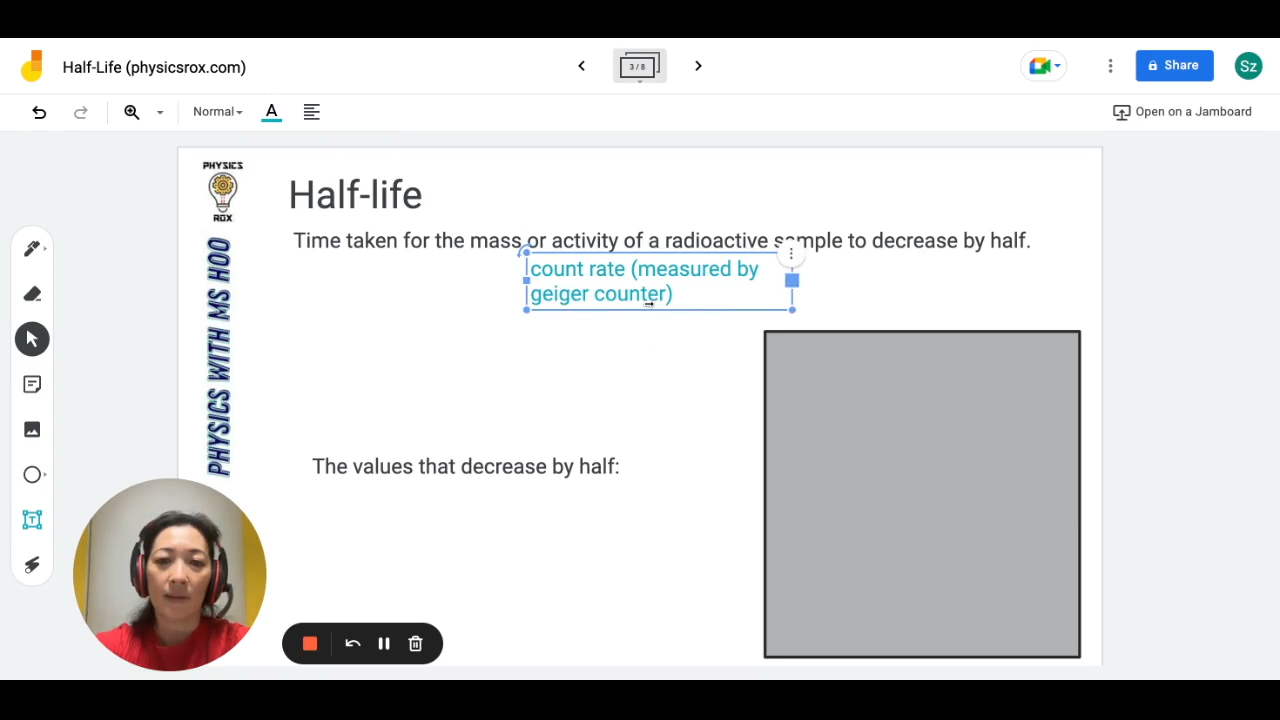 Half-Life (physicsrox.com)
3 / 8
Share
Sz
Normal
A
Open on a Jamboard
PHYSICS
ROX
PHYSICS WITH MS HOO
Half-life
Time taken for the mass or activity of a radioactive sample to decrease by half.
count rate (measured by
geiger counter)
The values that decrease by half:
T